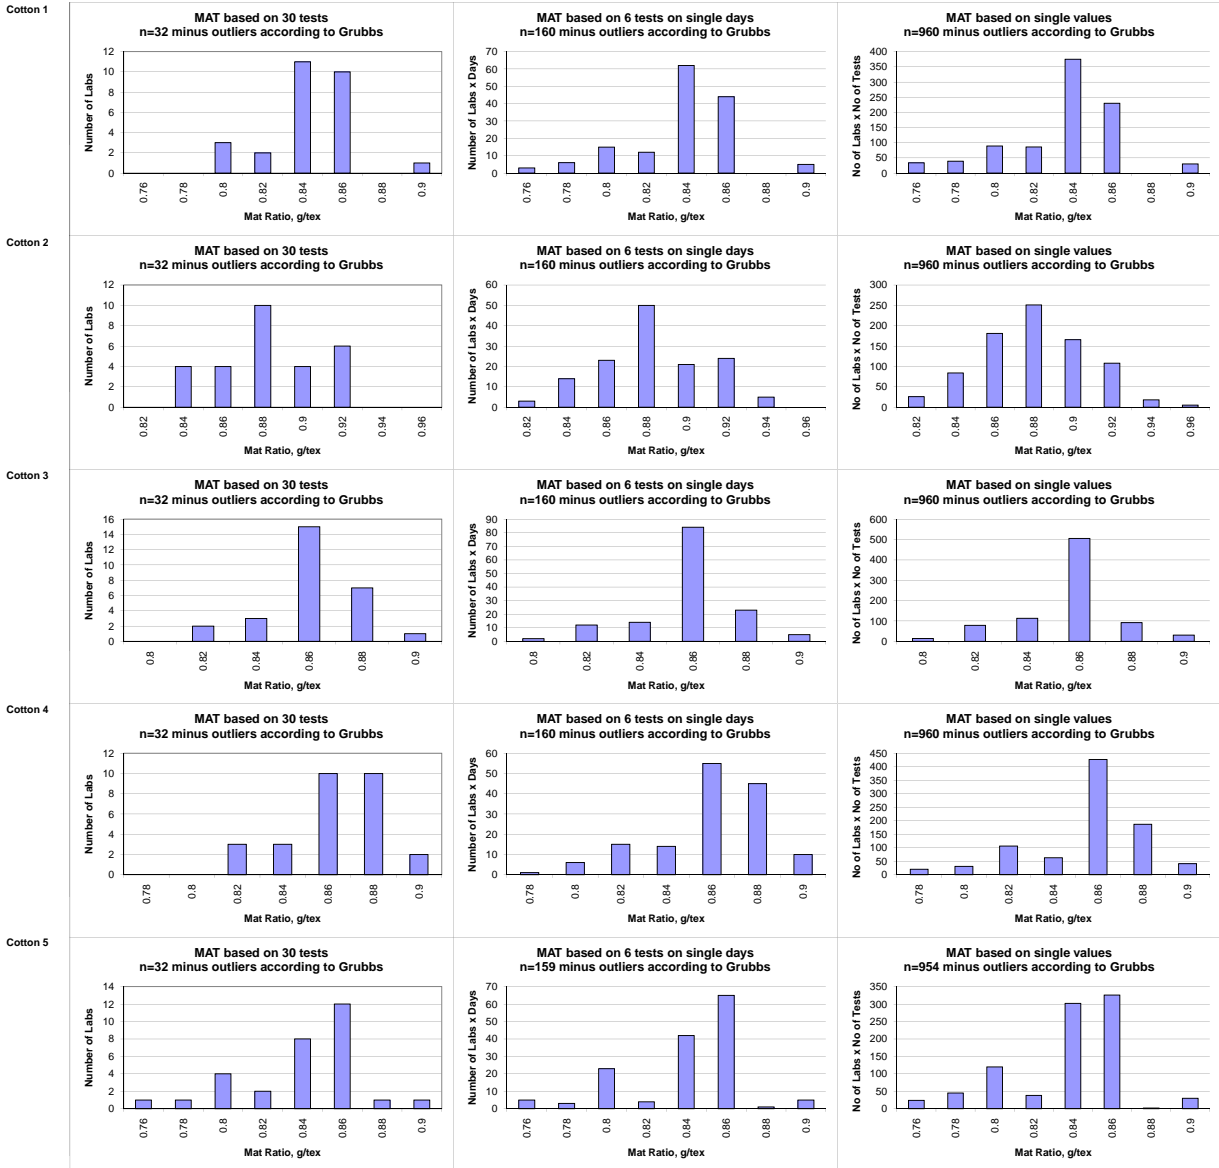 Cotton 1
MAT based on 30 tests
n=32 minus outliers according to Grubbs
Number of Labs
12
10
8
6
4
2
0
0.76 0.78 0.8 0.82 0.84 0.86 0.88 0.9
Mat Ratio, g/tex
MAT based on 6 tests on single days
n=160 minus outliers according to Grubbs
Number of Labs x Days
70
60
50
40
30
20
10
0
0.76 0.78 0.8 0.82 0.84 0.86 0.88 0.9
Mat Ratio, g/tex
MAT based on single values
n=960 minus outliers according to Grubbs
No of Labs x No of Tests
400
350
300
250
200
150
100
50
0
0.76 0.78 0.8 0.82 0.84 0.86 0.88 0.9
Mat Ratio, g/tex
Cotton 2
MAT based on 30 tests
n=32 minus outliers according to Grubbs
Number of Labs
12
10
8
6
4
2
0
0.82 0.84 0.86 0.88 0.9 0.92 0.94 0.96
Mat Ratio, g/tex
MAT based on 6 tests on single days
n=160 minus outliers according to Grubbs
Number of Labs x Days
60
50
40
30
20
10
0
0.82 0.84 0.86 0.88 0.9 0.92 0.94 0.96
Mat Ratio, g/tex
MAT based on single values
n=960 minus outliers according to Grubbs
No of Labs x No of Tests
300
250
200
150
100
50
0
0.82 0.84 0.86 0.88 0.9 0.92 0.94 0.96
Mat Ratio, g/tex
Cotton 3
MAT based on 30 tests
n=32 minus outliers according to Grubbs
Number of Labs
16
14
12
10
8
6
4
2
0
0.8 0.82 0.84 0.86 0.88 0.9
Mat Ratio, g/tex
MAT based on 6 tests on single days
n=160 minus outliers according to Grubbs
Number of Labs x Days
90
80
70
60
50
40
30
20
10
0
0.8 0.82 0.84 0.86 0.88 0.9
Mat Ratio, g/tex
MAT based on single values
n=960 minus outliers according to Grubbs
No of Labs x No of Tests
600
500
400
300
200
100
0
0.8 0.82 0.84 0.86 0.88 0.9
Mat Ratio, g/tex
Cotton 4
MAT based on 30 tests
n=32 minus outliers according to Grubbs
Number of Labs
12
10
8
6
4
2
0
0.78 0.8 0.82 0.84 0.86 0.88 0.9
Mat Ratio, g/tex
MAT based on 6 tests on single days
n=160 minus outliers according to Grubbs
Number of Labs x Days
60
50
40
30
20
10
0
0.78 0.8 0.82 0.84 0.86 0.88 0.9
Mat Ratio, g/tex
MAT based on single values
n=960 minus outliers according to Grubbs
No of Labs x No of Tests
450
400
350
300
250
200
150
100
50
0
0.78 0.8 0.82 0.84 0.86 0.88 0.9
Mat Ratio, g/tex
Cotton 5
MAT based on 30 tests
n=32 minus outliers according to Grubbs
Number of Labs
14
12
10
8
6
4
2
0
0.76 0.78 0.8 0.82 0.84 0.86 0.88 0.9
Mat Ratio, g/tex
MAT based on 6 tests on single days
n=159 minus outliers according to Grubbs
Number of Labs x Days
70
60
50
40
30
20
10
0
0.76 0.78 0.8 0.82 0.84 0.86 0.88 0.9
Mat Ratio, g/tex
MAT based on single values
n=954 minus outliers according to Grubbs
No of Labs x No of Tests
350
300
250
200
150
100
50
0
0.76 0.78 0.8 0.82 0.84 0.86 0.88 0.9
Mat Ratio, g/tex